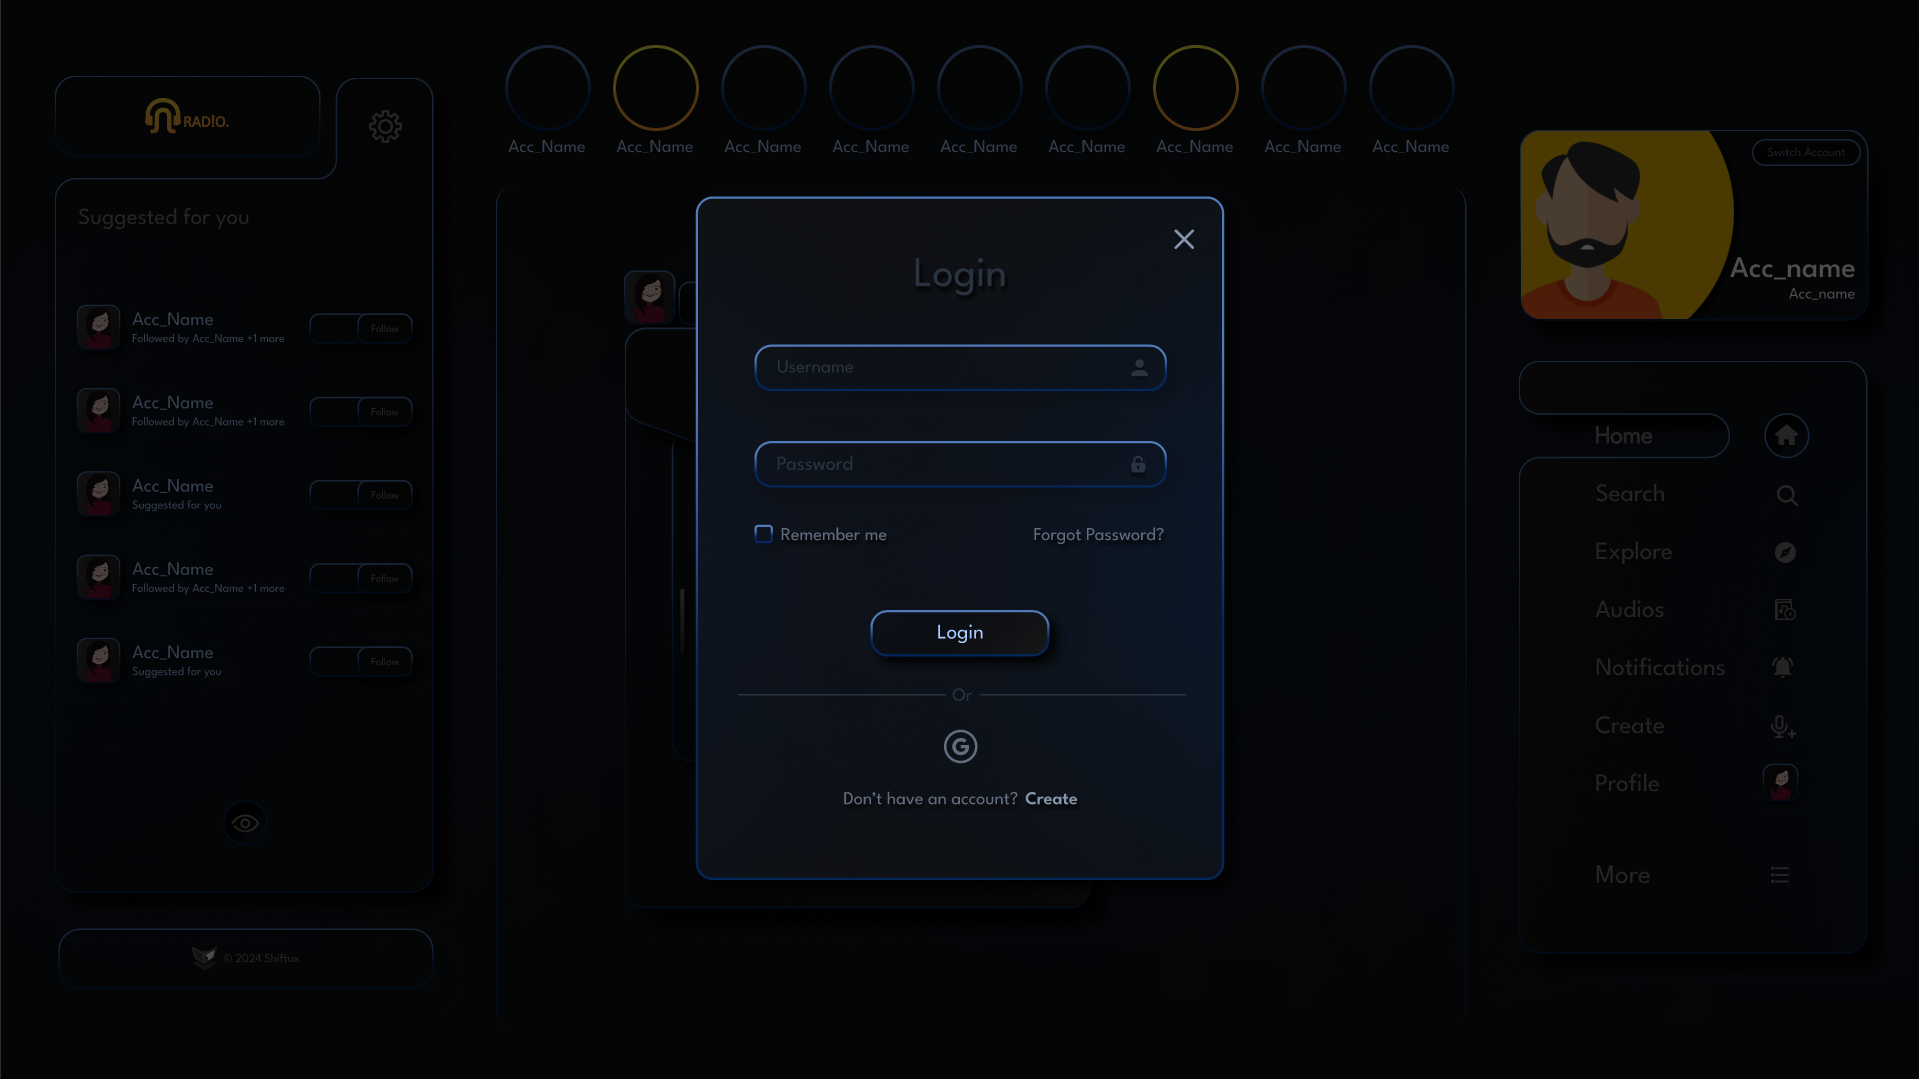 RAD!O.
Suggested for you
Acc_Name
Followed by Acc_Name +1 more
Follow
Acc_Name
Followed by Acc_Name +1 more
Follow
Acc_Name
Suggested for you
Follow
Acc_Name
Followed by Acc_Name +1 more
Follow
Acc_Name
Suggested for you
Follow
© 2024 Shiftux
Acc_Name
Acc_Name
Acc_Name
Acc_Name
Acc_Name
Acc_Name
Acc_Name
Acc_Name
Acc_Name
Login
Username
Password
Remember me
Forgot Password?
Login
Or
G
Don't have an account? Create
Switch Account
Acc_name
Acc_name
Home
Search
Explore
Audios
Notifications
Create
Profile
More